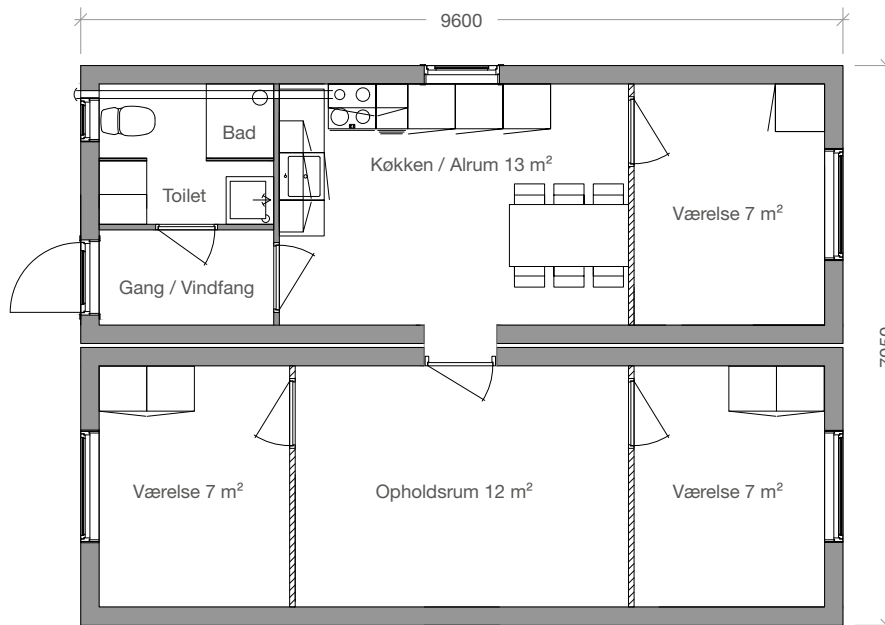 9600
Bad
Køkken / Alrum 13 m²
Toilet
Værelse 7 m²
Gang / Vindfang
Værelse 7 m²
Opholdsrum 12 m²
Værelse 7 m²